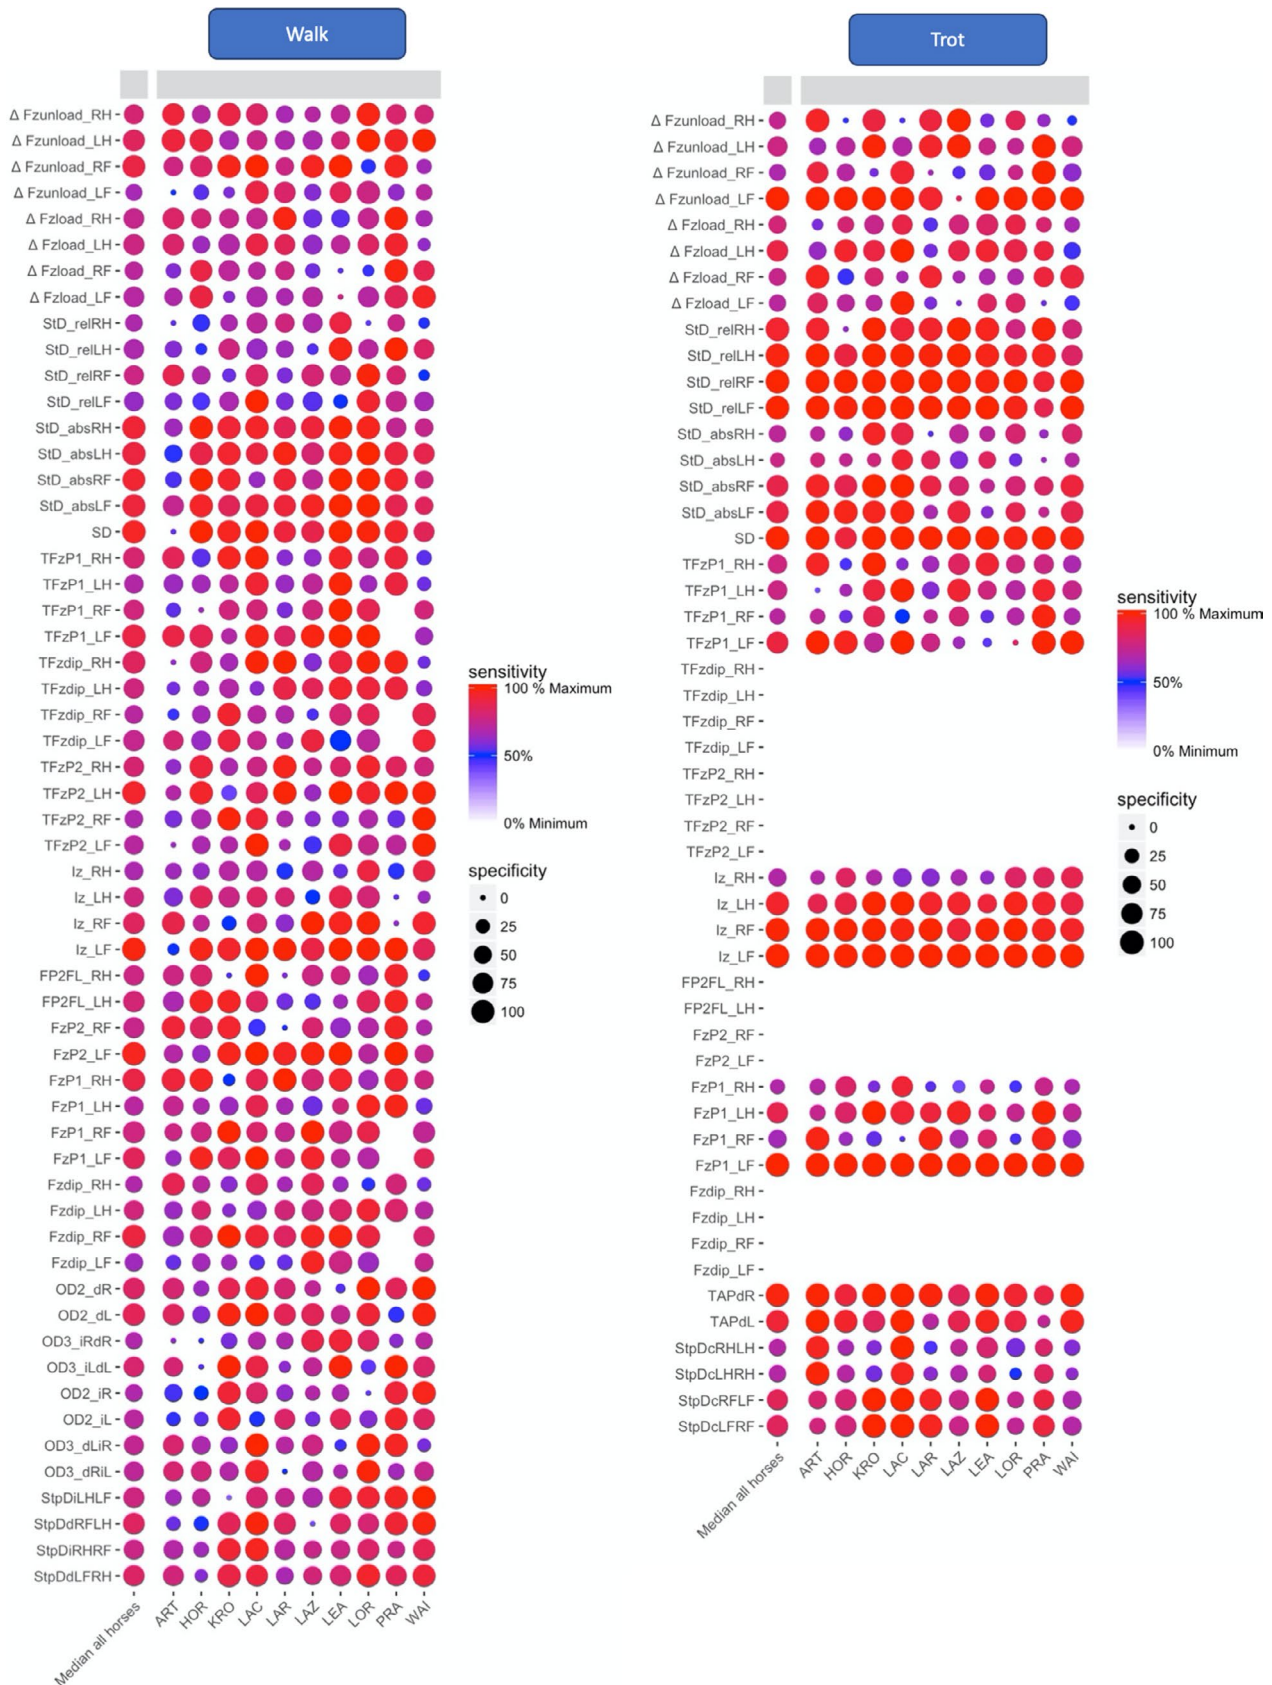 Walk
Δ Fzunload_RH
Δ Fzunload_LH
Δ Fzunload_RF
Δ Fzunload_LF
Δ Fzload_RH
Δ Fzload_LH
Δ Fzload_RF
Δ Fzload_LF
StD_relRH
StD_relLH
StD_relRF
StD_relLF
StD_absRH
StD_absLH
StD_absRF
StD_absLF
SD
TFzP1_RH
TFzP1_LH
TFzP1_RF
TFzP1_LF
TFzdip_RH
TFzdip_LH
TFzdip_RF
TFzdip_LF
TFzP2_RH
TFzP2_LH
TFzP2_RF
TFzP2_LF
Iz_RH
Iz_LH
Iz_RF
Iz_LF
FP2FL_RH
FP2FL_LH
FzP2_RF
FzP2_LF
FzP1_RH
FzP1_LH
FzP1_RF
FzP1_LF
Fzdip_RH
Fzdip_LH
Fzdip_RF
Fzdip_LF
OD2_dR
OD2_dL
OD3_iRdR
OD3_iLdL
OD2_iR
OD2_iL
OD3_dLiR
OD3_dRiL
StpDiLHLF
StpDdRFLH
StpDiRHRF
StpDdLFRH
Median all horses
ART
HOR
KRO
LAC
LAR
LAZ
LEA
LOR
PRA
WAI
sensitivity
100 % Maximum
50%
0% Minimum
specificity
0
25
50
75
100
Trot
Δ Fzunload_RH
Δ Fzunload_LH
Δ Fzunload_RF
Δ Fzunload_LF
Δ Fzload_RH
Δ Fzload_LH
Δ Fzload_RF
Δ Fzload_LF
StD_relRH
StD_relLH
StD_relRF
StD_relLF
StD_absRH
StD_absLH
StD_absRF
StD_absLF
SD
TFzP1_RH
TFzP1_LH
TFzP1_RF
TFzP1_LF
TFzdip_RH
TFzdip_LH
TFzdip_RF
TFzdip_LF
TFzP2_RH
TFzP2_LH
TFzP2_RF
TFzP2_LF
Iz_RH
Iz_LH
Iz_RF
Iz_LF
FP2FL_RH
FP2FL_LH
FzP2_RF
FzP2_LF
FzP1_RH
FzP1_LH
FzP1_RF
FzP1_LF
Fzdip_RH
Fzdip_LH
Fzdip_RF
Fzdip_LF
TAPdR
TAPdL
StpDcRHLH
StpDcLHRH
StpDcRFLF
StpDcLFRF
Median all horses
ART
HOR
KRO
LAC
LAR
LAZ
LEA
LOR
PRA
WAI
sensitivity
100 % Maximum
50%
0% Minimum
specificity
0
25
50
75
100